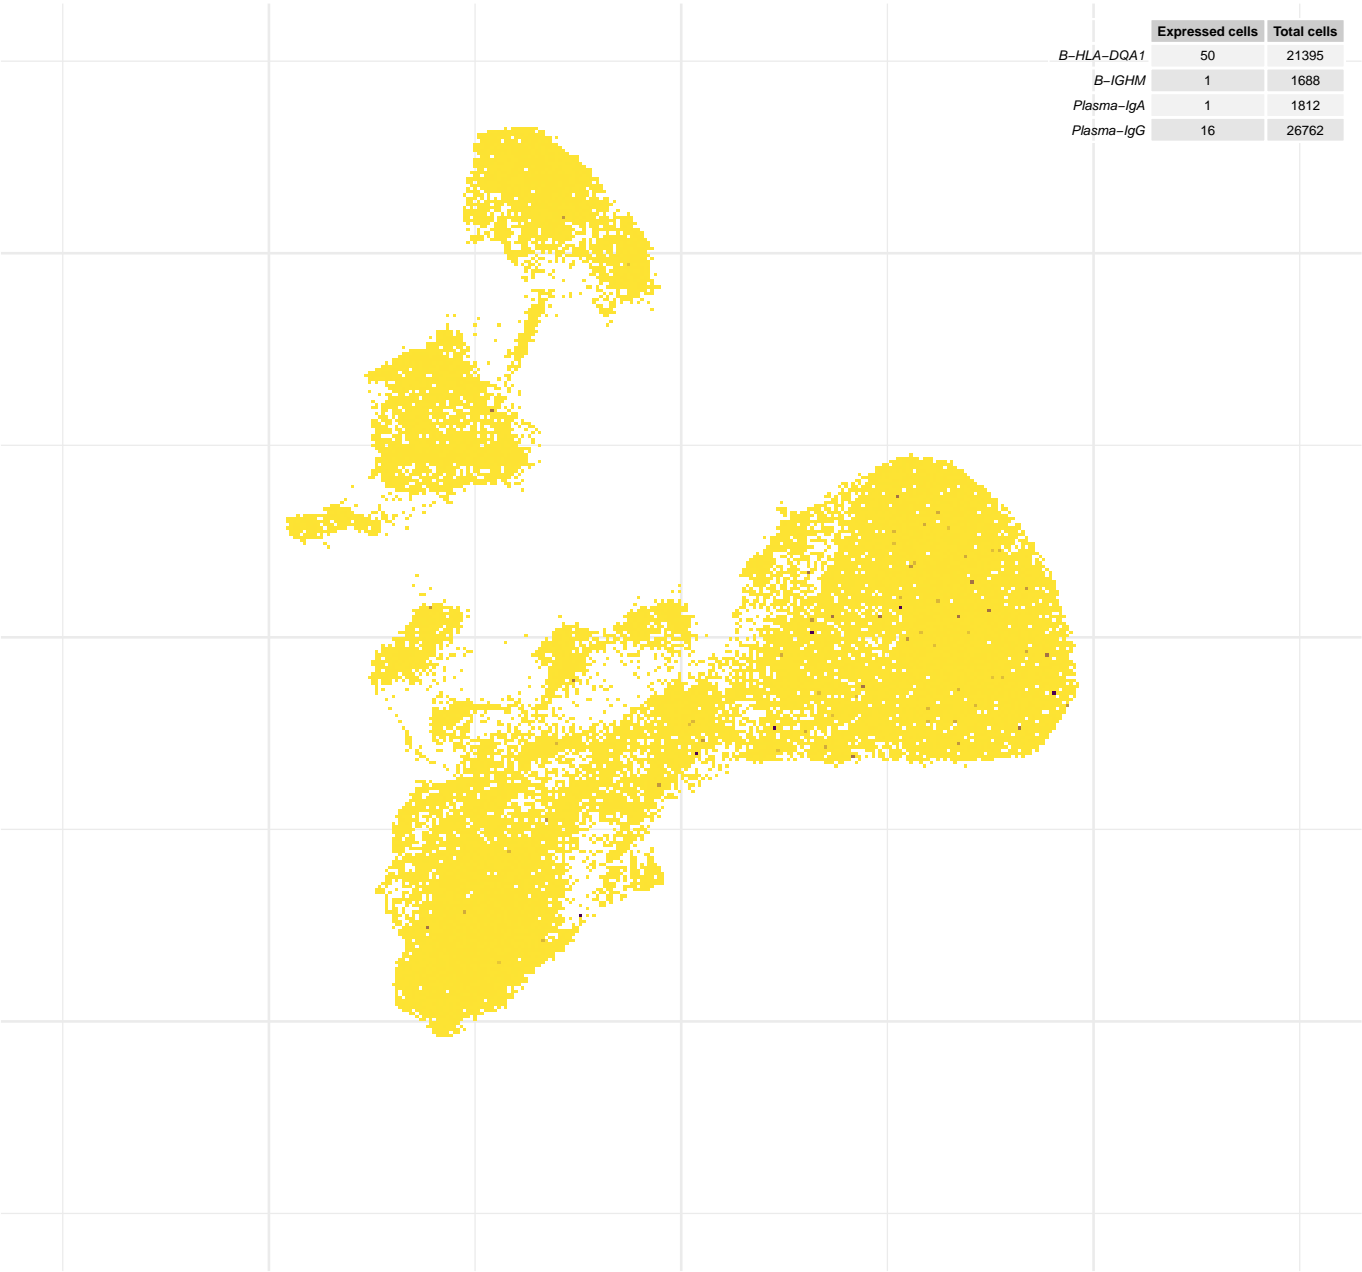 Expressed cells Total cells
B−HLA−DQA1 50 21395
B−IGHM 1 1688
Plasma−IgA 1 1812
Plasma−IgG 16 26762